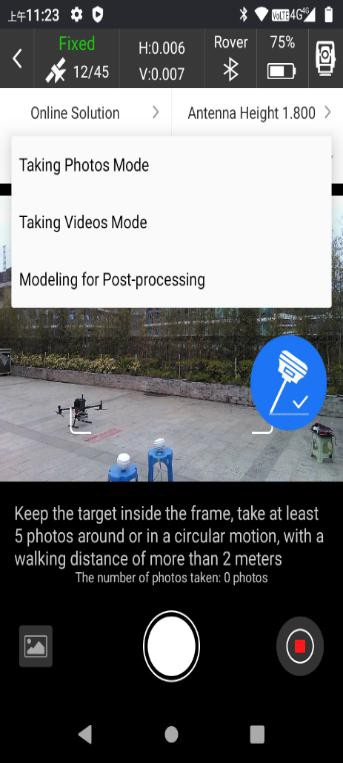 上午11:23
VoLTE 4G
Fixed
12/45
H:0.006
V:0.007
Rover
75%
Online Solution
Antenna Height 1.800
Taking Photos Mode
Taking Videos Mode
Modeling for Post-processing
Keep the target inside the frame, take at least
5 photos around or in a circular motion, with a
walking distance of more than 2 meters
The number of photos taken: 0 photos